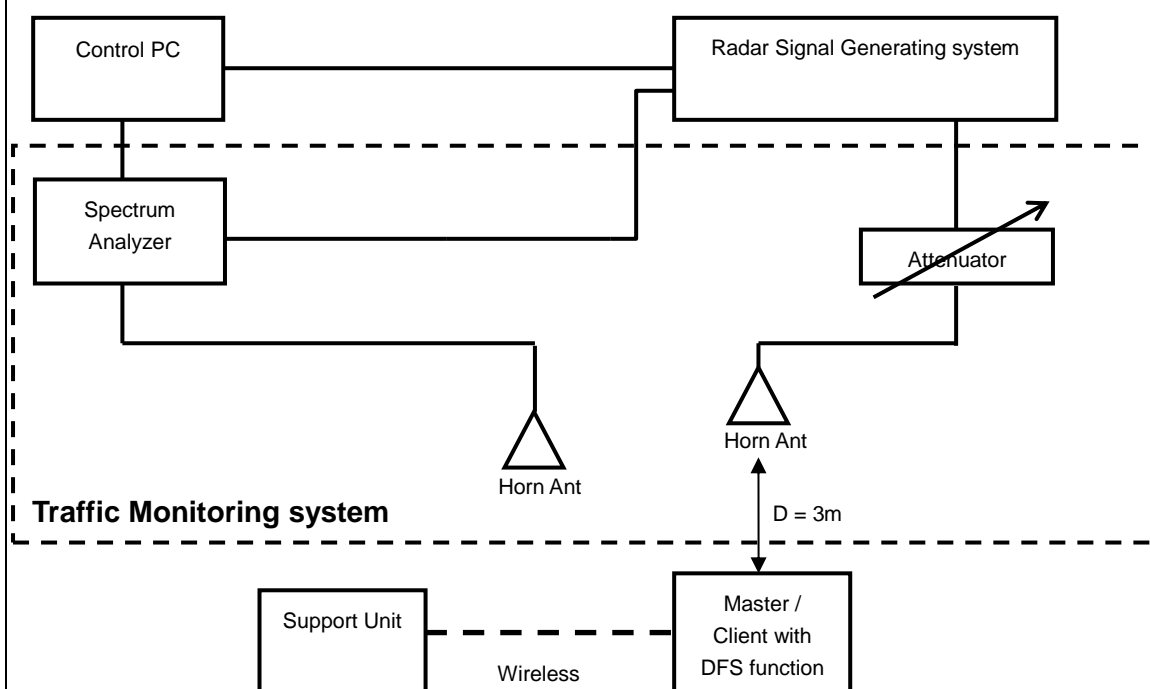 Control PC
Radar Signal Generating system
Spectrum
Analyzer
Attenuator
Horn Ant
Horn Ant
Traffic Monitoring system
D = 3m
Support Unit
Wireless
Master /
Client with
DFS function